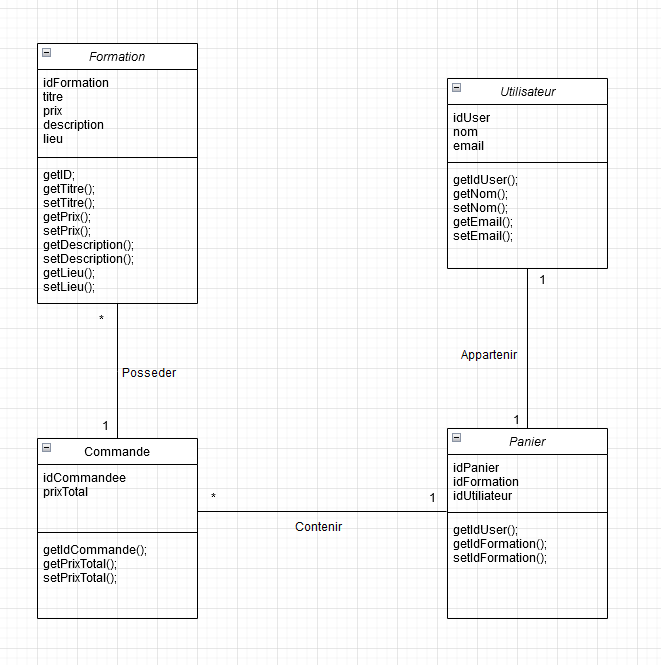 Formation
idFormation
titre
prix
description
lieu
getID;
getTitre();
setTitre();
getPrix();
setPrix();
getDescription();
setDescription();
getLieu();
setLieu();
*
Posseder
1
Commande
idCommandee
prixTotal
getIdCommande();
getPrixTotal();
setPrixTotal();
*
1
Contenir
Utilisateur
idUser
nom
email
getIdUser();
getNom();
setNom();
getEmail();
setEmail();
1
Appartenir
1
Panier
idPanier
idFormation
idUtiliateur
getIdUser();
getIdFormation();
setIdFormation();